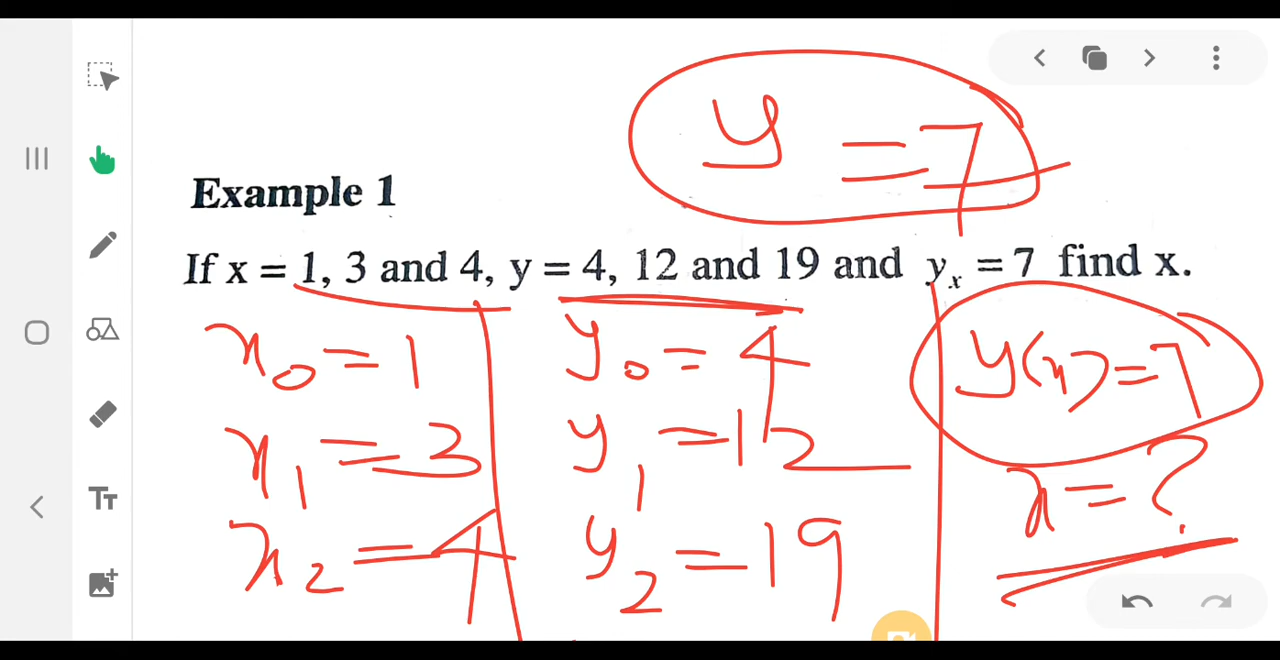 y = 7
Example 1
If x = 1, 3 and 4, y = 4, 12 and 19 and yₓ = 7 find x.
x₀ = 1
y₀ = 4
y(x) = 7
x₁ = 3
y₁ = 12
x = ?
x₂ = 4
y₂ = 19
Tт